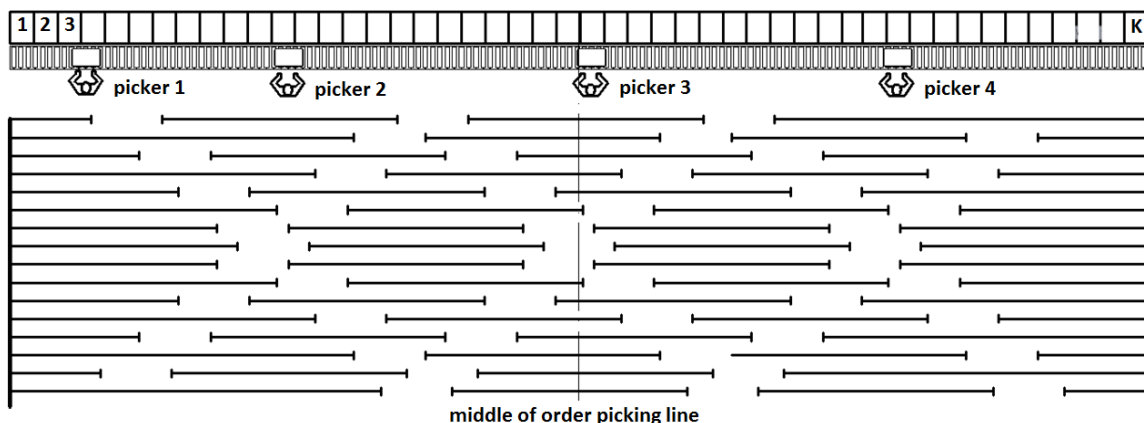 1 2 3 K
picker 1 picker 2 picker 3 picker 4
middle of order picking line